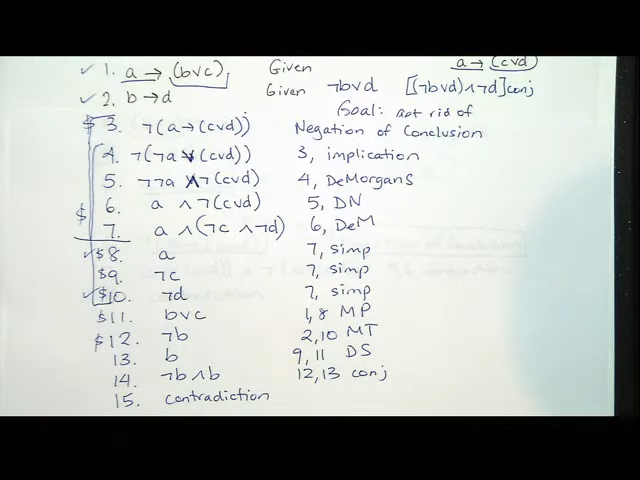 ✓ 1. a → (b∨c) Given a → (c∨d)
✓ 2. b → d Given ¬b∨d [(¬b∨d)∧¬d] conj
Goal: get rid of
$ 3. ¬(a→(c∨d)) Negation of Conclusion
4. ¬(¬a ∨ (c∨d)) 3, implication
5. ¬¬a ∧ ¬(c∨d) 4, DeMorganS
6. a ∧ ¬(c∨d) 5, DN
$ 7. a ∧ (¬c ∧ ¬d) 6, DeM
✓ $8. a 7, simp
$9. ¬c 7, simp
✓ $10. ¬d 7, simp
$11. b∨c 1,8 MP
$12. ¬b 2,10 MT
13. b 9, 11 DS
14. ¬b∧b 12,13 conj
15. contradiction